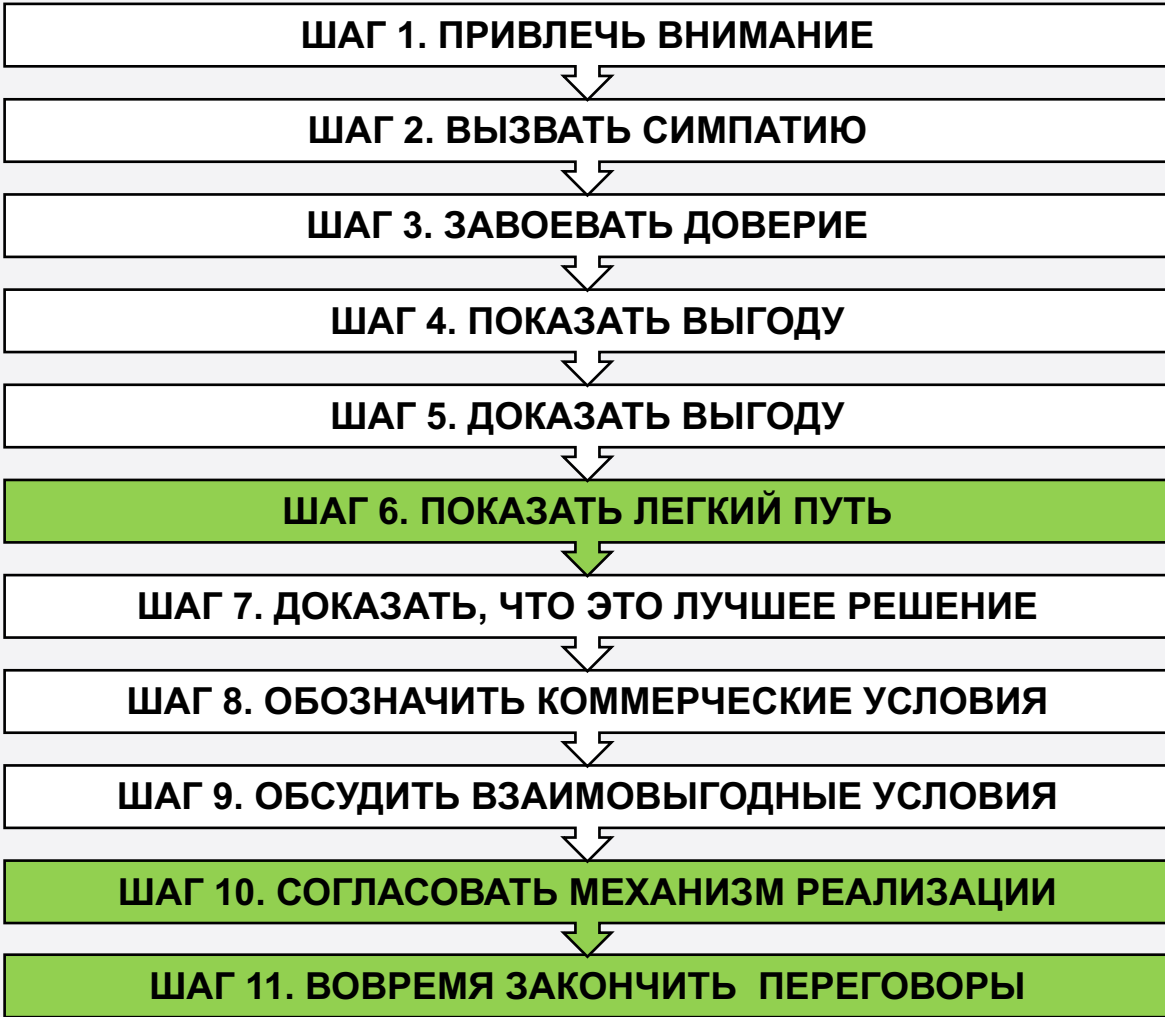 ШАГ 1. ПРИВЛЕЧЬ ВНИМАНИЕ
ШАГ 2. ВЫЗВАТЬ СИМПАТИЮ
ШАГ 3. ЗАВОЕВАТЬ ДОВЕРИЕ
ШАГ 4. ПОКАЗАТЬ ВЫГОДУ
ШАГ 5. ДОКАЗАТЬ ВЫГОДУ
ШАГ 6. ПОКАЗАТЬ ЛЕГКИЙ ПУТЬ
ШАГ 7. ДОКАЗАТЬ, ЧТО ЭТО ЛУЧШЕЕ РЕШЕНИЕ
ШАГ 8. ОБОЗНАЧИТЬ КОММЕРЧЕСКИЕ УСЛОВИЯ
ШАГ 9. ОБСУДИТЬ ВЗАИМОВЫГОДНЫЕ УСЛОВИЯ
ШАГ 10. СОГЛАСОВАТЬ МЕХАНИЗМ РЕАЛИЗАЦИИ
ШАГ 11. ВОВРЕМЯ ЗАКОНЧИТЬ  ПЕРЕГОВОРЫ